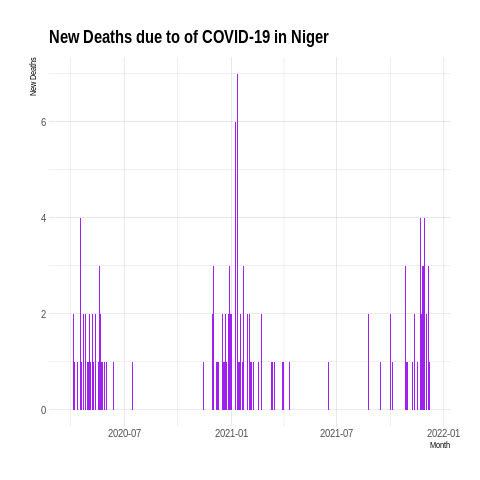 New Deaths due to of COVID-19 in Niger
New Deaths
6
4
2
0
2020-07
2021-01
2021-07
2022-01
Month